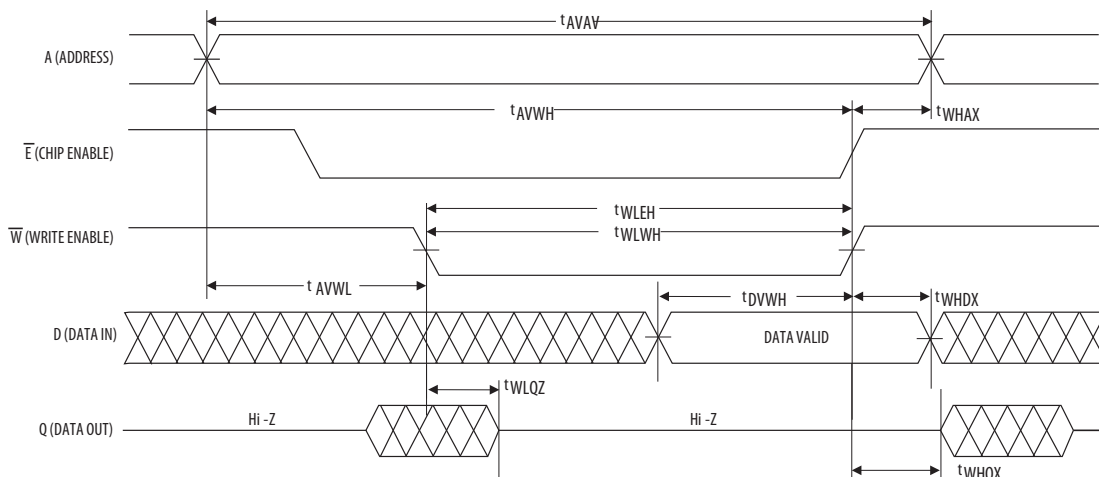 tAVAV
A (ADDRESS)
tAVWH
tWHAX
E (CHIP ENABLE)
tWLEH
W (WRITE ENABLE)
tWLWH
tAVWL
tDVWH
tWHDX
D (DATA IN)
DATA VALID
tWLQZ
Q (DATA OUT)
Hi -Z
Hi -Z
tWHQX